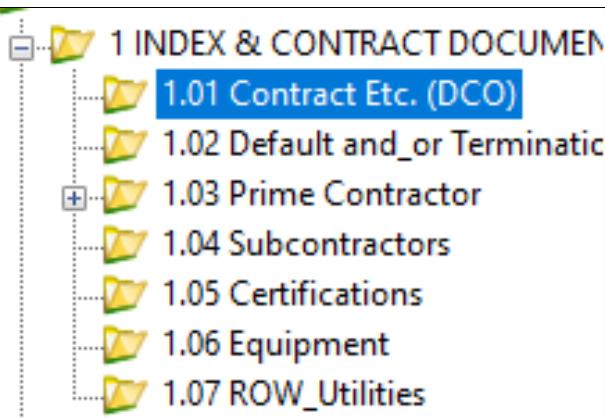 1 INDEX & CONTRACT DOCUMEN
1.01 Contract Etc. (DCO)
1.02 Default and_or Terminatic
1.03 Prime Contractor
1.04 Subcontractors
1.05 Certifications
1.06 Equipment
1.07 ROW_Utilities